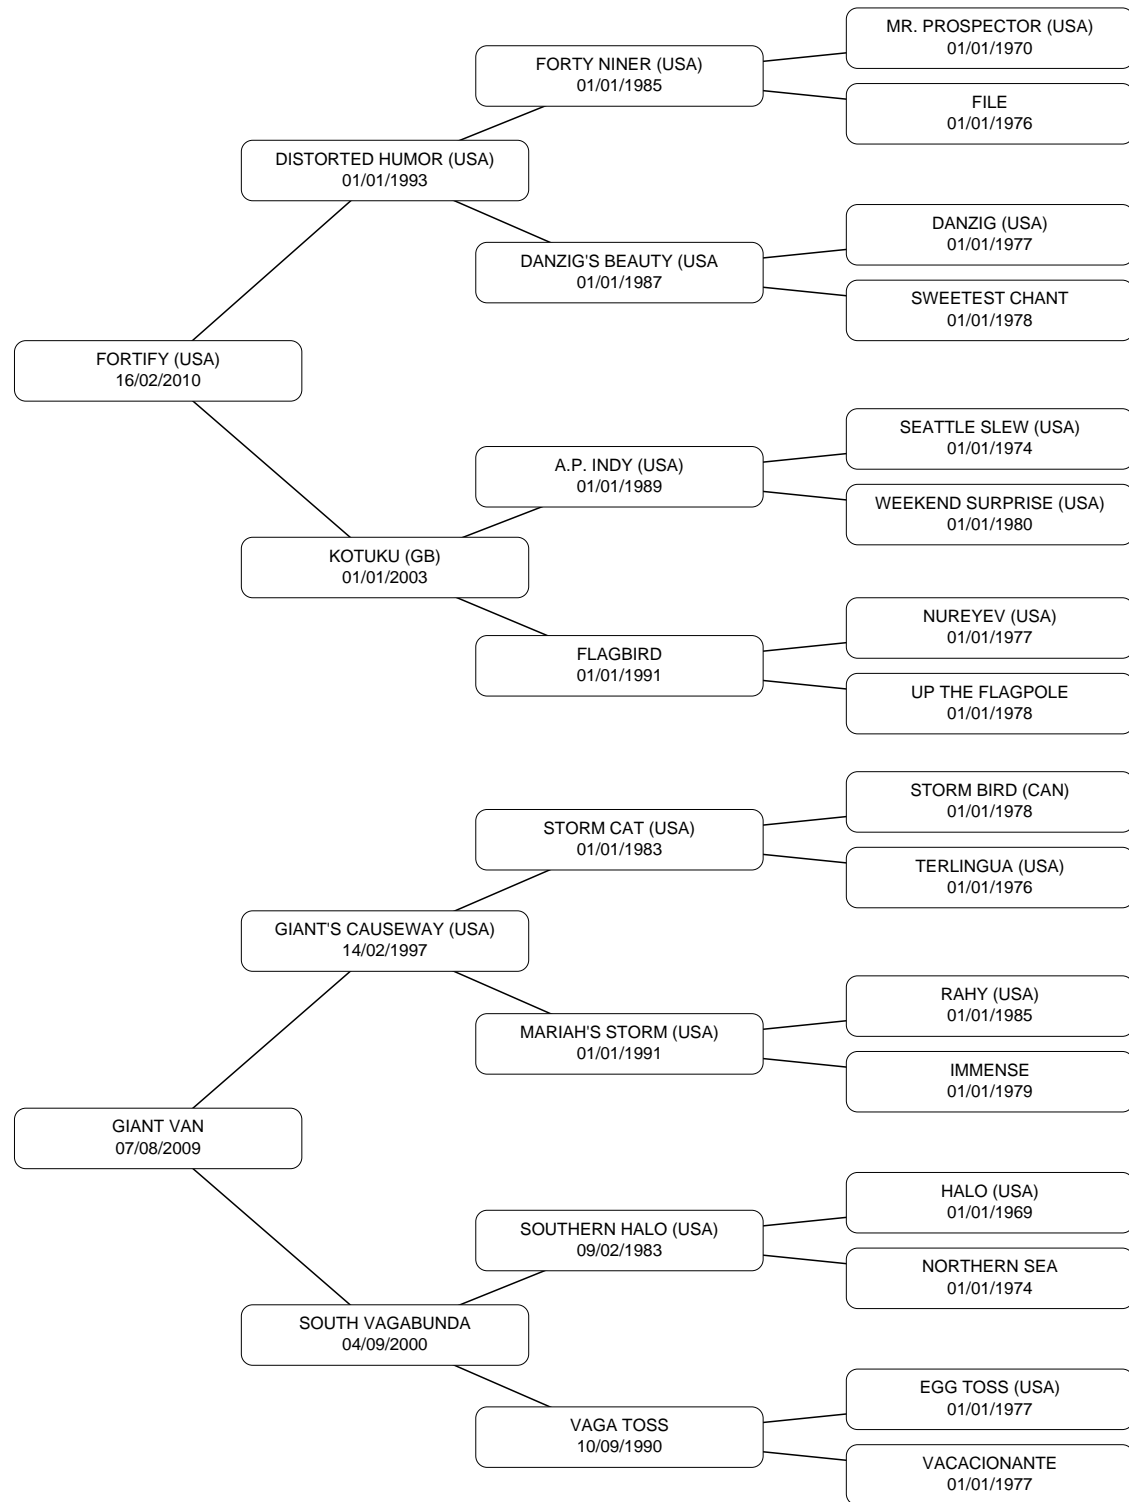 MR. PROSPECTOR (USA)
01/01/1970
FORTY NINER (USA)
01/01/1985
FILE
01/01/1976
DISTORTED HUMOR (USA)
01/01/1993
DANZIG (USA)
01/01/1977
DANZIG'S BEAUTY (USA
01/01/1987
SWEETEST CHANT
01/01/1978
FORTIFY (USA)
16/02/2010
SEATTLE SLEW (USA)
01/01/1974
A.P. INDY (USA)
01/01/1989
WEEKEND SURPRISE (USA)
01/01/1980
KOTUKU (GB)
01/01/2003
NUREYEV (USA)
01/01/1977
FLAGBIRD
01/01/1991
UP THE FLAGPOLE
01/01/1978
STORM BIRD (CAN)
01/01/1978
STORM CAT (USA)
01/01/1983
TERLINGUA (USA)
01/01/1976
GIANT'S CAUSEWAY (USA)
14/02/1997
RAHY (USA)
01/01/1985
MARIAH'S STORM (USA)
01/01/1991
IMMENSE
01/01/1979
GIANT VAN
07/08/2009
HALO (USA)
01/01/1969
SOUTHERN HALO (USA)
09/02/1983
NORTHERN SEA
01/01/1974
SOUTH VAGABUNDA
04/09/2000
EGG TOSS (USA)
01/01/1977
VAGA TOSS
10/09/1990
VACACIONANTE
01/01/1977